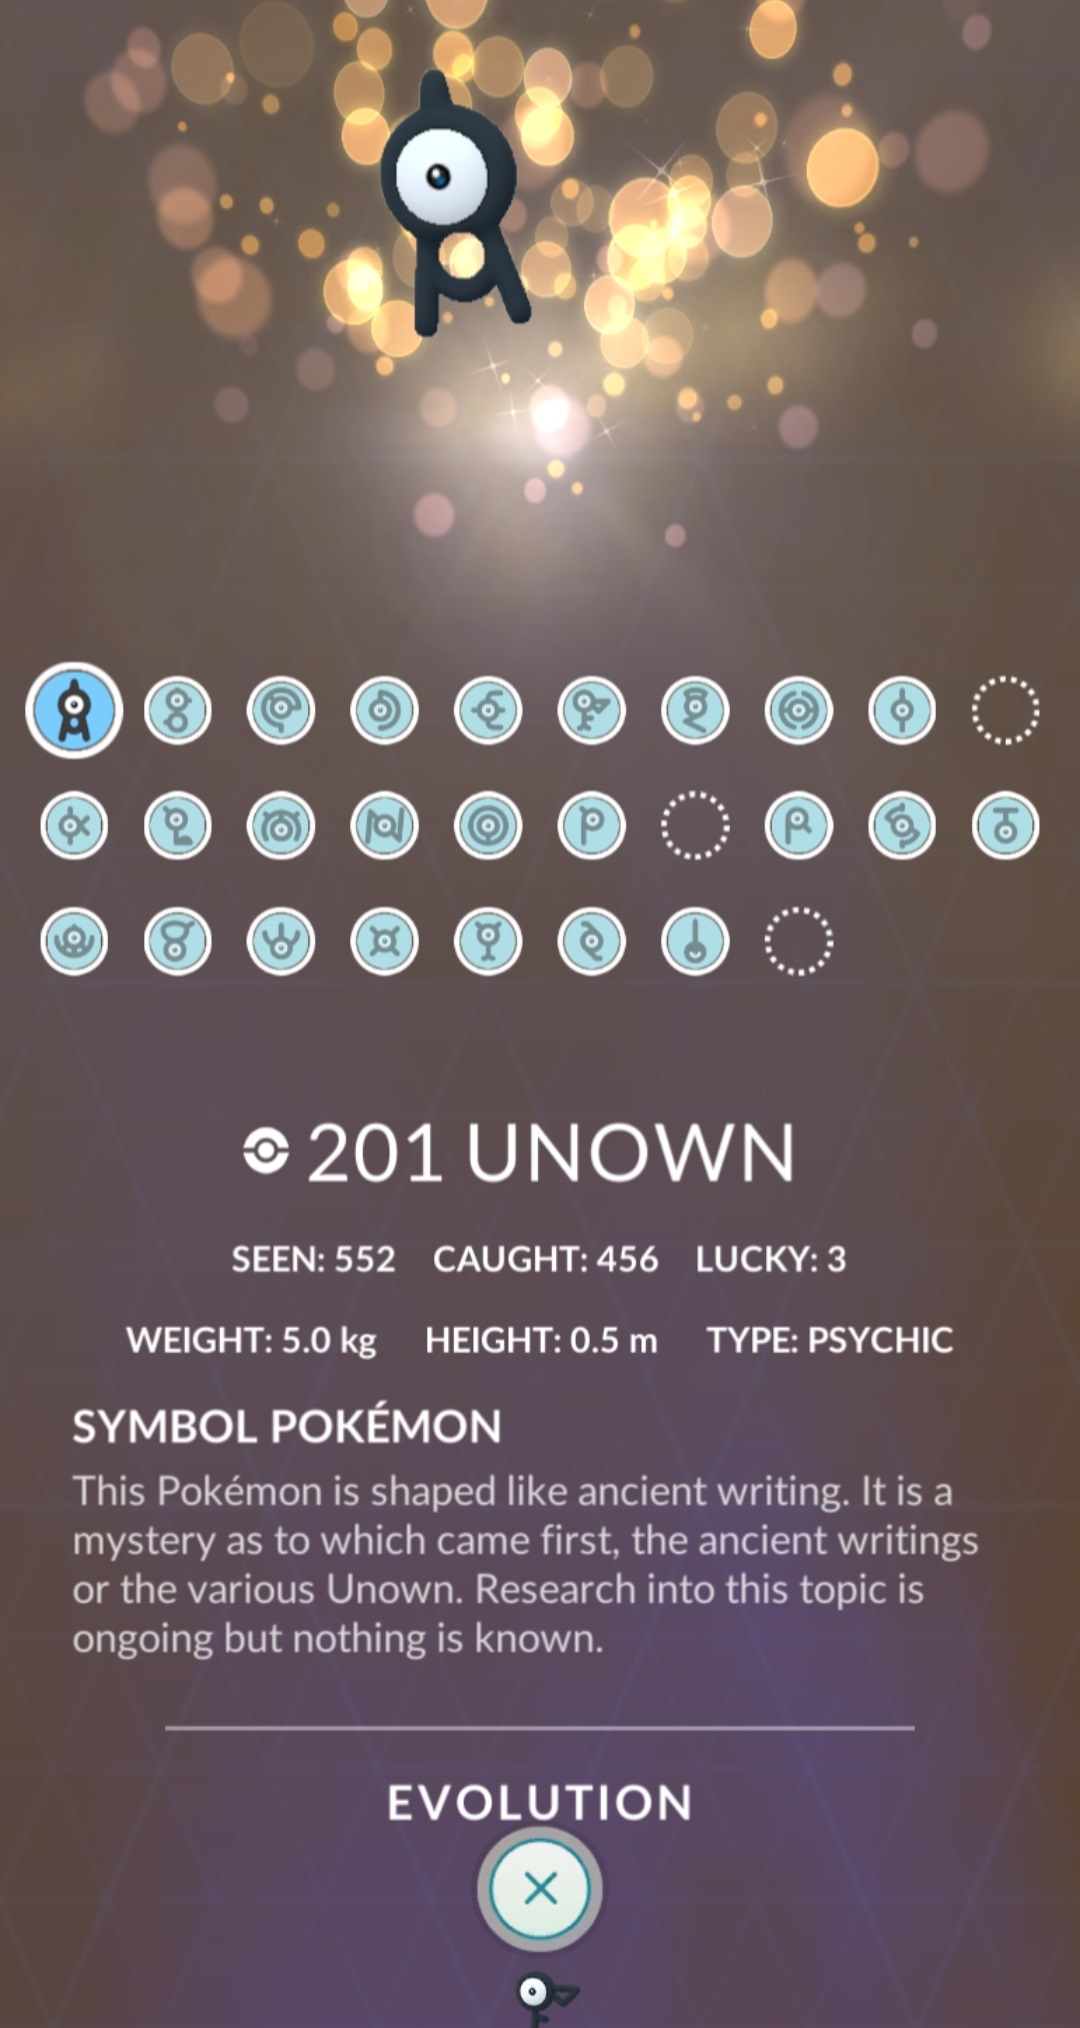 201 UNOWN
SEEN: 552 CAUGHT: 456 LUCKY: 3
WEIGHT: 5.0 kg HEIGHT: 0.5 m TYPE: PSYCHIC
SYMBOL POKÉMON
This Pokémon is shaped like ancient writing. It is a
mystery as to which came first, the ancient writings
or the various Unown. Research into this topic is
ongoing but nothing is known.
EVOLUTION